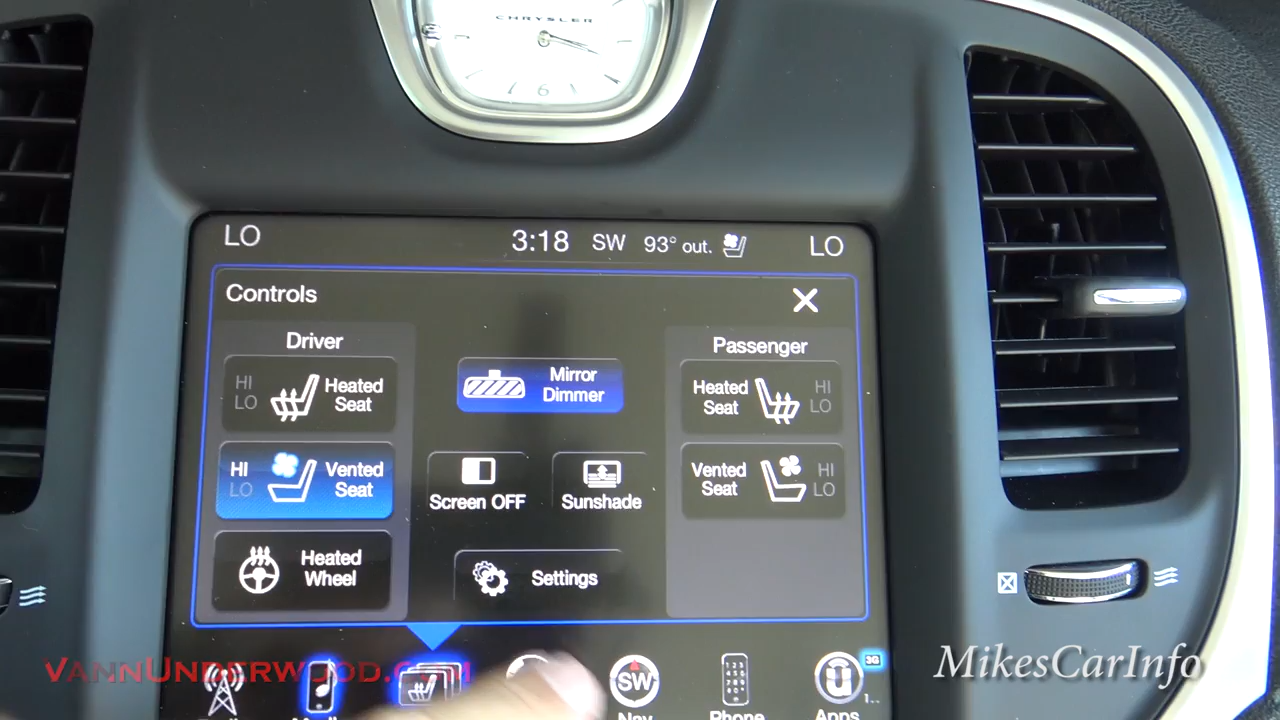 CHRYSLER
6
LO 3:18 SW 93° out. LO
Controls
Driver
Passenger
HI
LO
Heated
Seat
Mirror
Dimmer
Heated
Seat
HI
LO
HI
LO
Vented
Seat
Screen OFF
Sunshade
Vented
Seat
HI
LO
Heated
Wheel
Settings
SW
Nav
Phone
3G
U
Apps
1..
VANNUNDERWOOD.COM
MikesCarInfo